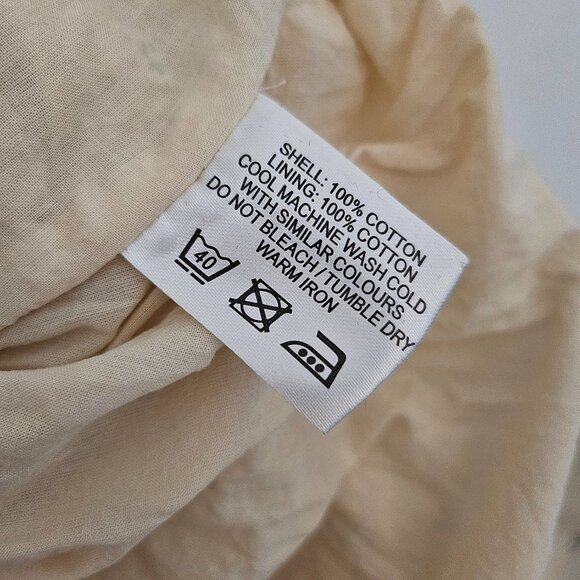 SHELL: 100% COTTON
LINING: 100% COTTON
COOL MACHINE WASH COLD
WITH SIMILAR COLOURS
DO NOT BLEACH / TUMBLE DRY
WARM IRON
40